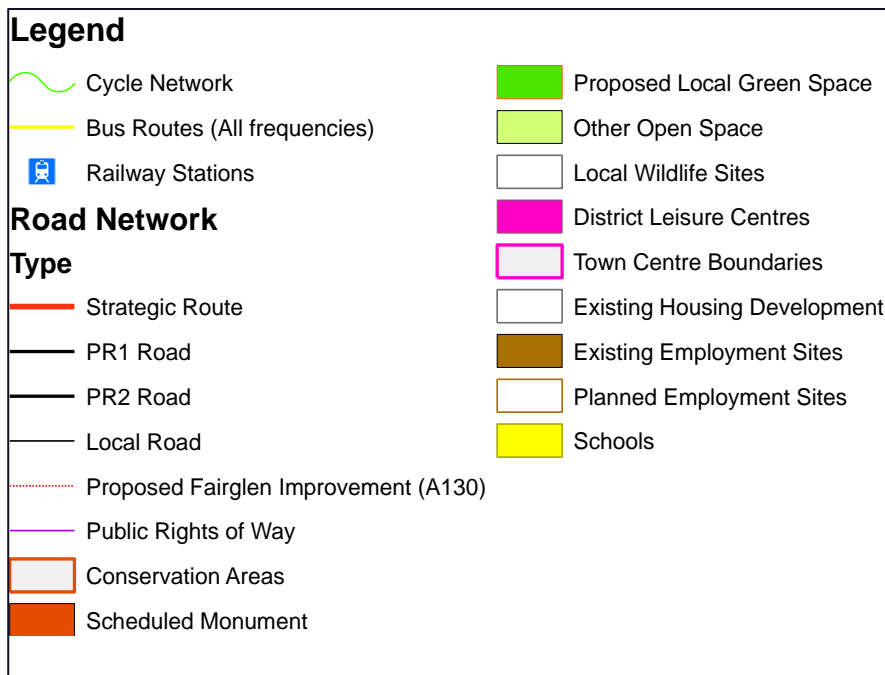 Legend
Cycle Network
Bus Routes (All frequencies)
Railway Stations
Road Network
Type
Strategic Route
PR1 Road
PR2 Road
Local Road
Proposed Fairglen Improvement (A130)
Public Rights of Way
Conservation Areas
Scheduled Monument
Proposed Local Green Space
Other Open Space
Local Wildlife Sites
District Leisure Centres
Town Centre Boundaries
Existing Housing Development
Existing Employment Sites
Planned Employment Sites
Schools